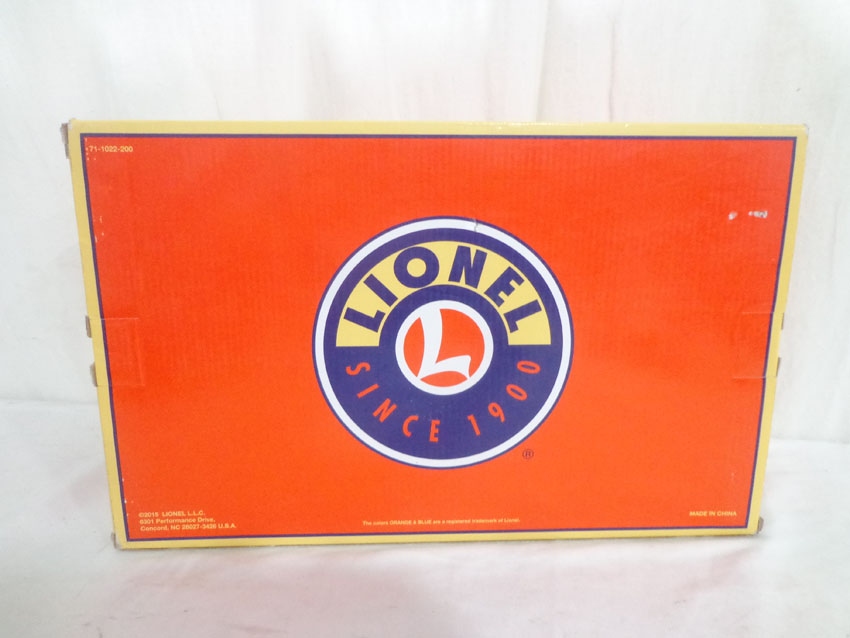 71-1022-200
LIONEL
L
SINCE 1900
®
©2015 LIONEL L.L.C.
6301 Performance Drive,
Concord, NC 28027-3426 U.S.A.
The colors ORANGE & BLUE are a registered trademark of Lionel.
MADE IN CHINA